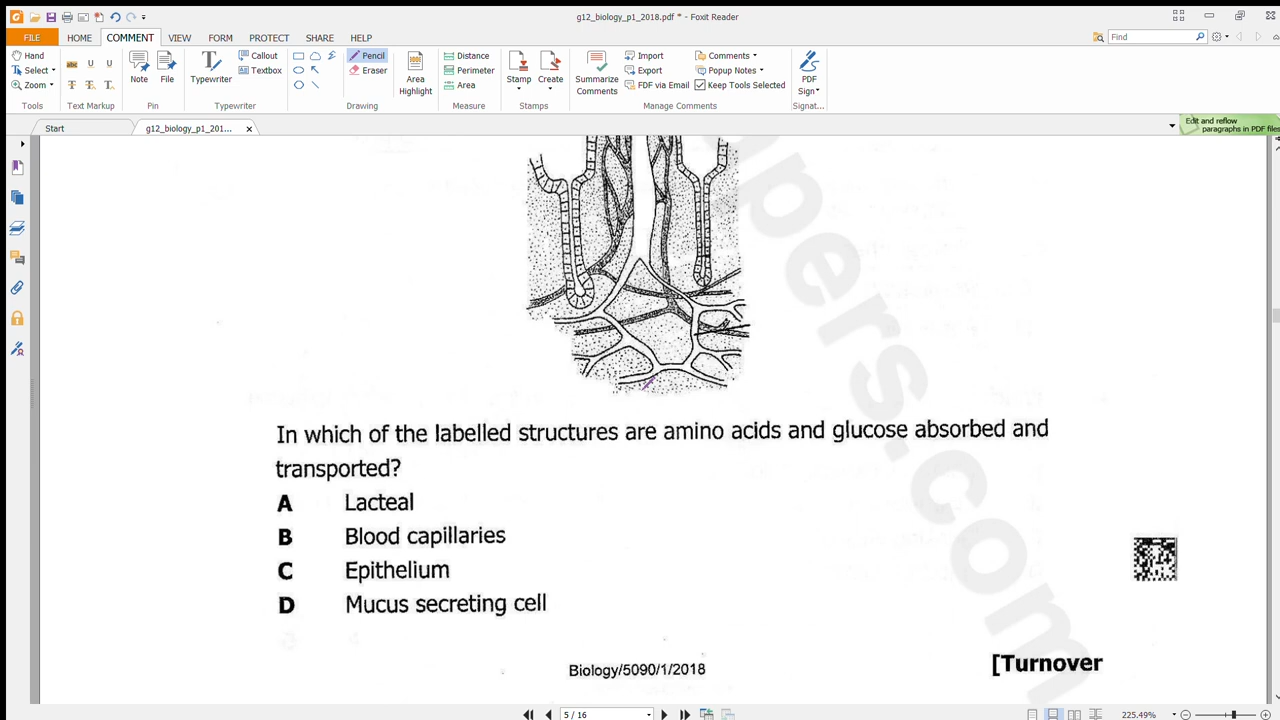 g12_biology_p1_2018.pdf * - Foxit Reader
FILE HOME COMMENT VIEW FORM PROTECT SHARE HELP
Find
Hand
Select
Zoom
Tools
Text Markup
Note
File
Pin
Typewriter
Callout
Textbox
Typewriter
Pencil
Eraser
Drawing
Area
Highlight
Distance
Perimeter
Area
Measure
Stamp
Create
Stamps
Summarize
Comments
Import
Export
FDF via Email
Comments
Popup Notes
Keep Tools Selected
Manage Comments
PDF
Sign
Signat...
Start
g12_biology_p1_201...
Edit and reflow
paragraphs in PDF files
In which of the labelled structures are amino acids and glucose absorbed and
transported?
A Lacteal
B Blood capillaries
C Epithelium
D Mucus secreting cell
Biology/5090/1/2018
[Turnover
pers.com
5 / 16
225.49%